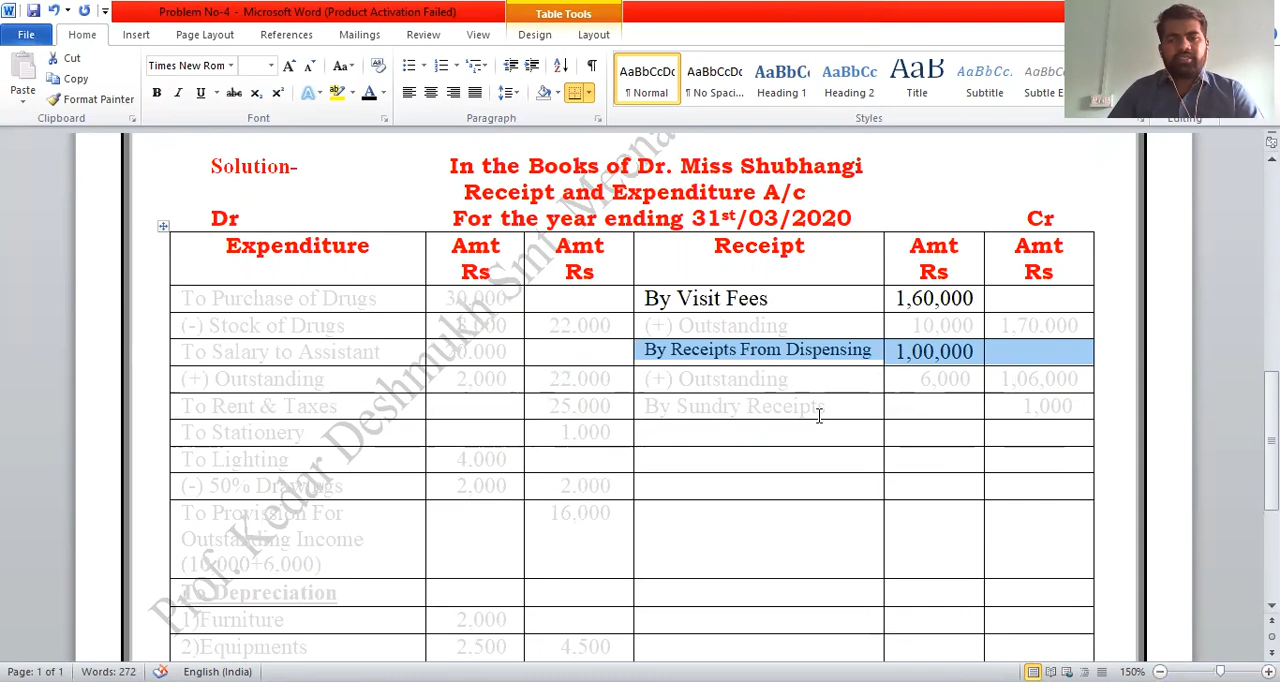 Problem No-4 - Microsoft Word (Product Activation Failed)
Table Tools
File Home Insert Page Layout References Mailings Review View Design Layout
Paste
Cut
Copy
Format Painter
Clipboard
Times New Rom
Font
Paragraph
AaBbCcDc AaBbCcDc AaBbCc AaBbCc AaB AaBbCc. AaBbCcD
¶ Normal ¶ No Spaci... Heading 1 Heading 2 Title Subtitle Subtle E
Styles
Editing
Solution- In the Books of Dr. Miss Shubhangi
Receipt and Expenditure A/c
Dr For the year ending 31st/03/2020 Cr
Expenditure Amt Rs Amt Rs Receipt Amt Rs Amt Rs
To Purchase of Drugs 30,000 By Visit Fees 1,60,000
(-) Stock of Drugs 22.000 (+) Outstanding 10,000 1,70.000
To Salary to Assistant By Receipts From Dispensing 1,00,000
(+) Outstanding 2,000 22.000 (+) Outstanding 6,000 1,06,000
To Rent & Taxes 25.000 By Sundry Receipts 1,000
To Stationery 1.000
To Lighting 4.000
(-) 50% Drawings 2.000 2.000
To Provission For 16,000
Outstanding Income
(10.000+6.000)
To Depreciation
1)Furniture 2.000
2)Equipments 2.500 4.500
Prof. Kedar Deshmukh Smt. Meena
Page: 1 of 1 Words: 272 English (India) 150%